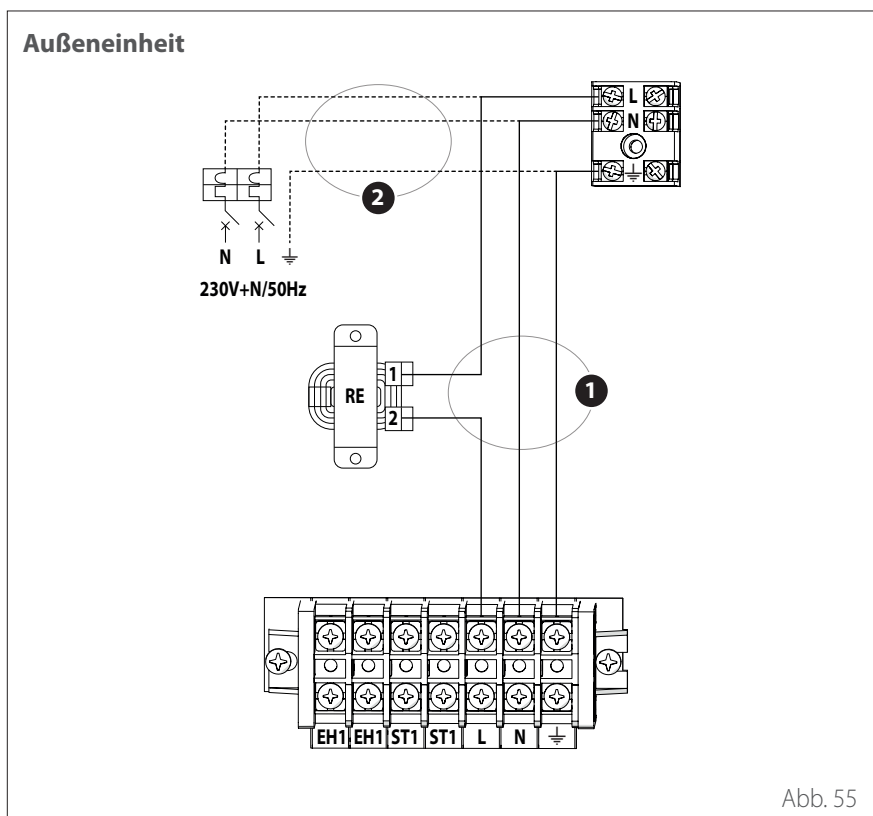 Außeneinheit
L
N
2
N L
230V+N/50Hz
1
RE
2
1
EH1 EH1 ST1 ST1 L N
Abb. 55